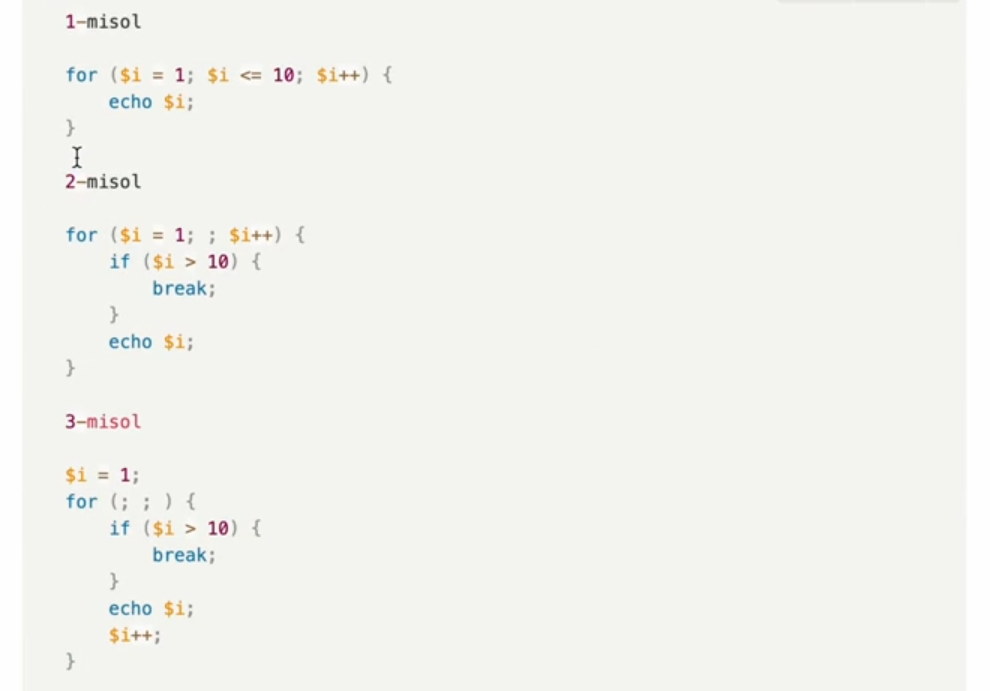 1-misol
for ($i = 1; $i <= 10; $i++) {
    echo $i;
}
2-misol
for ($i = 1; ; $i++) {
    if ($i > 10) {
        break;
    }
    echo $i;
}
3-misol
$i = 1;
for (; ; ) {
    if ($i > 10) {
        break;
    }
    echo $i;
    $i++;
}